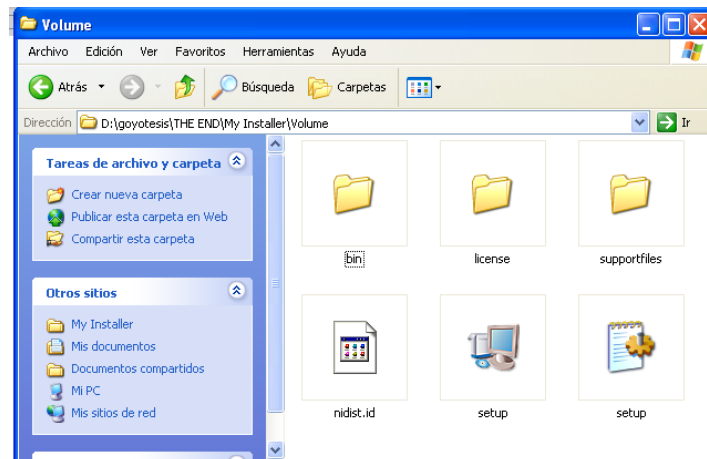 Volume
Archivo Edición Ver Favoritos Herramientas Ayuda
Atrás Búsqueda Carpetas
Dirección D:\goyotesis\THE END\My Installer\Volume Ir
Tareas de archivo y carpeta
Crear nueva carpeta
Publicar esta carpeta en Web
Compartir esta carpeta
Otros sitios
My Installer
Mis documentos
Documentos compartidos
Mi PC
Mis sitios de red
bin license supportfiles
nidist.id setup setup